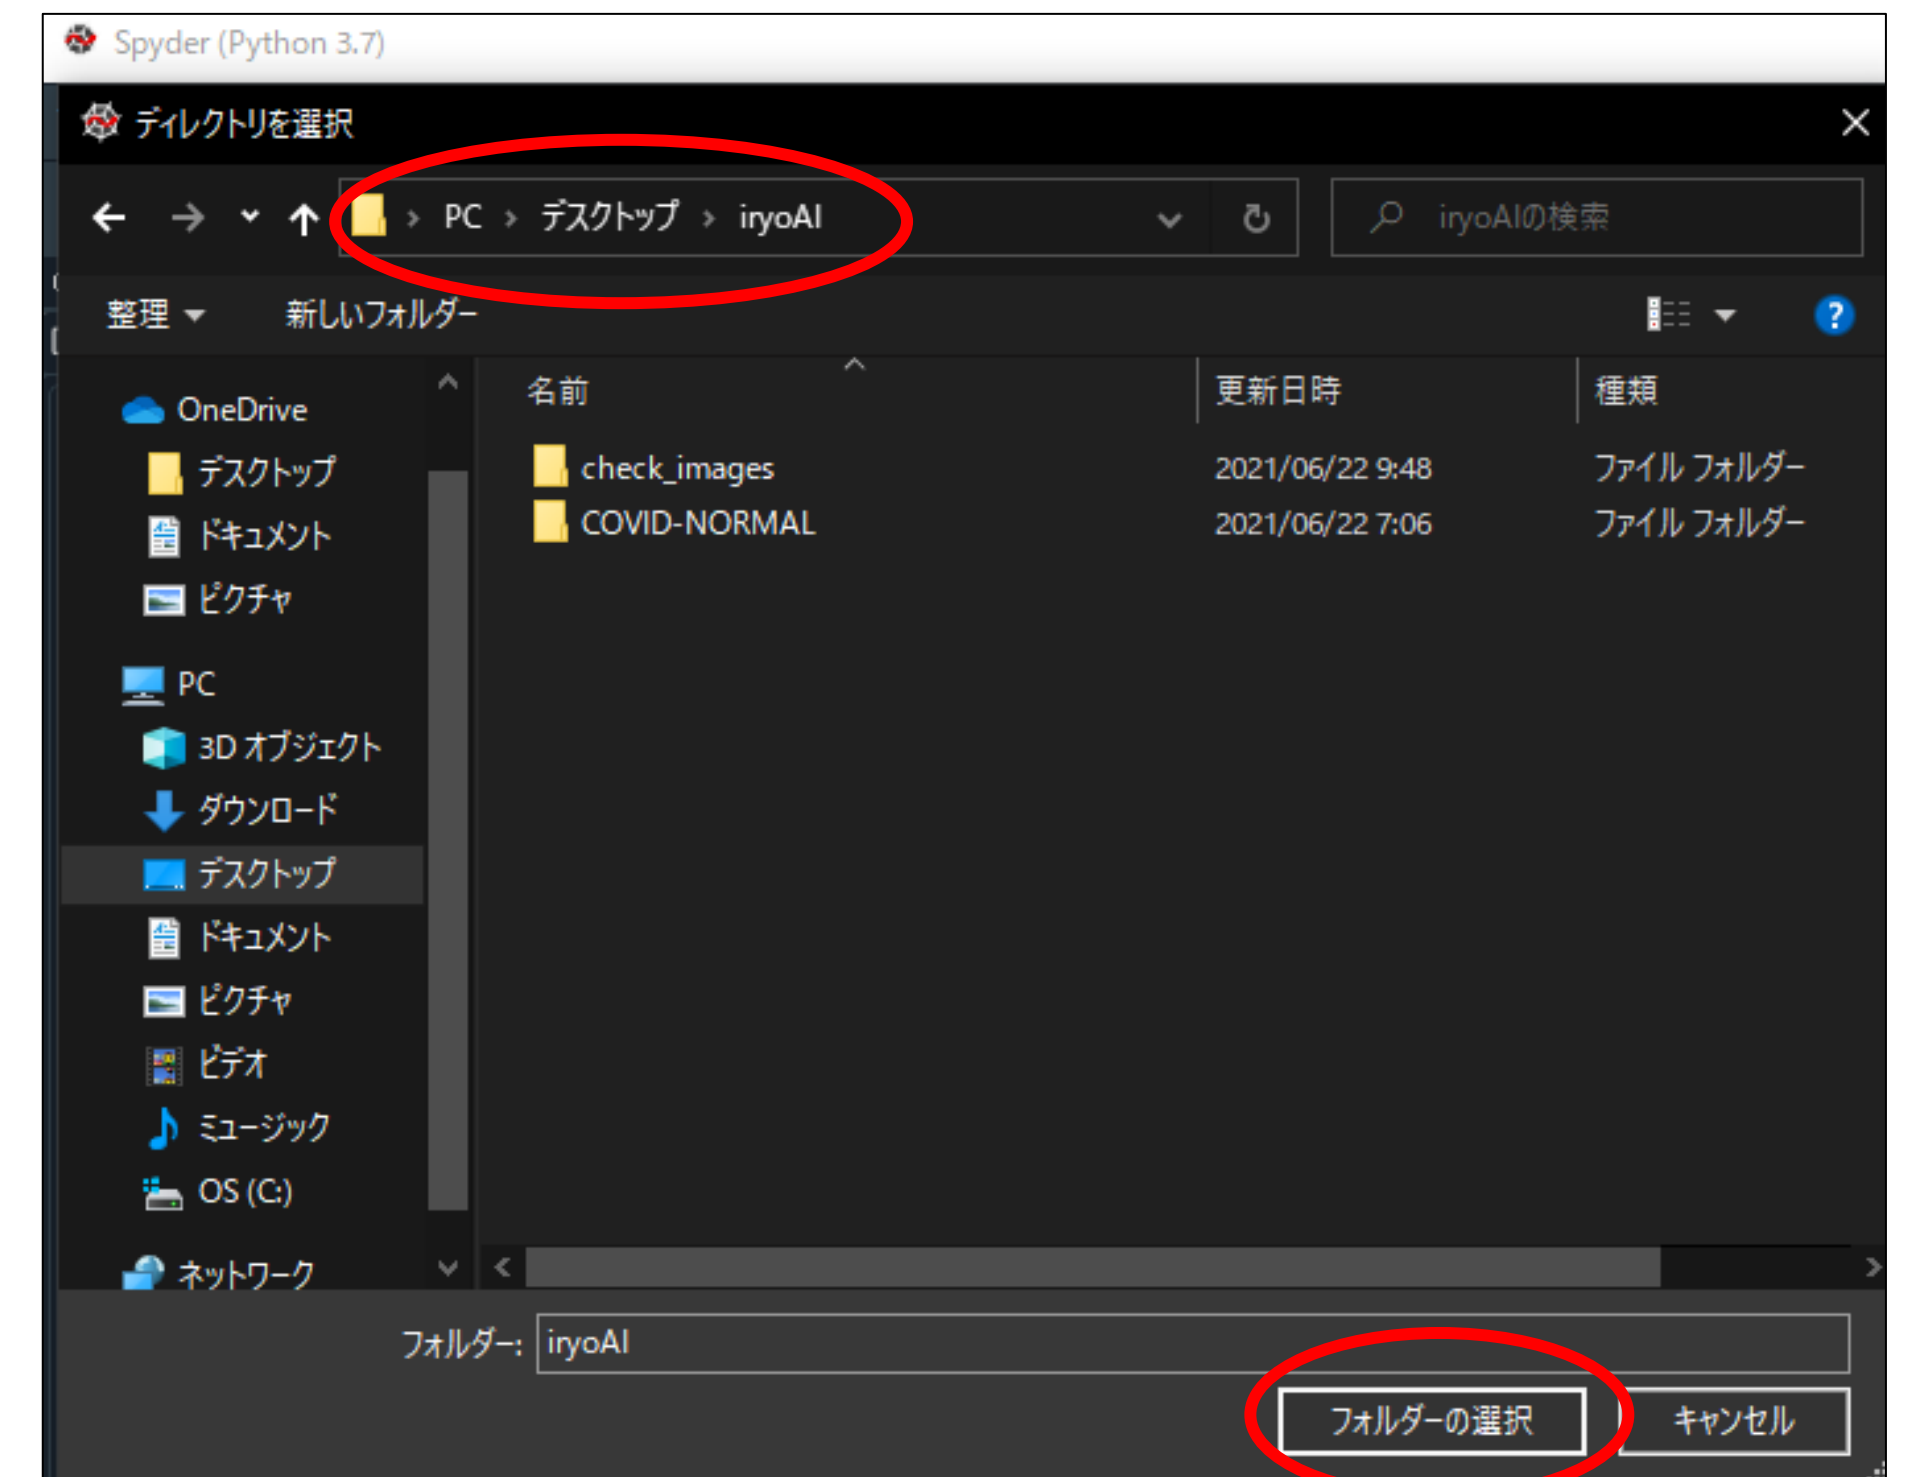 Spyder (Python 3.7)
ディレクトリを選択
PC > デスクトップ > iryoAI
iryoAIの検索
整理
新しいフォルダー
?
名前
更新日時
種類
check_images
2021/06/22 9:48
ファイル フォルダー
COVID-NORMAL
2021/06/22 7:06
ファイル フォルダー
OneDrive
デスクトップ
ドキュメント
ピクチャ
PC
3D オブジェクト
ダウンロード
デスクトップ
ドキュメント
ピクチャ
ビデオ
ミュージック
OS (C:)
ネットワーク
フォルダー: iryoAI
フォルダーの選択
キャンセル